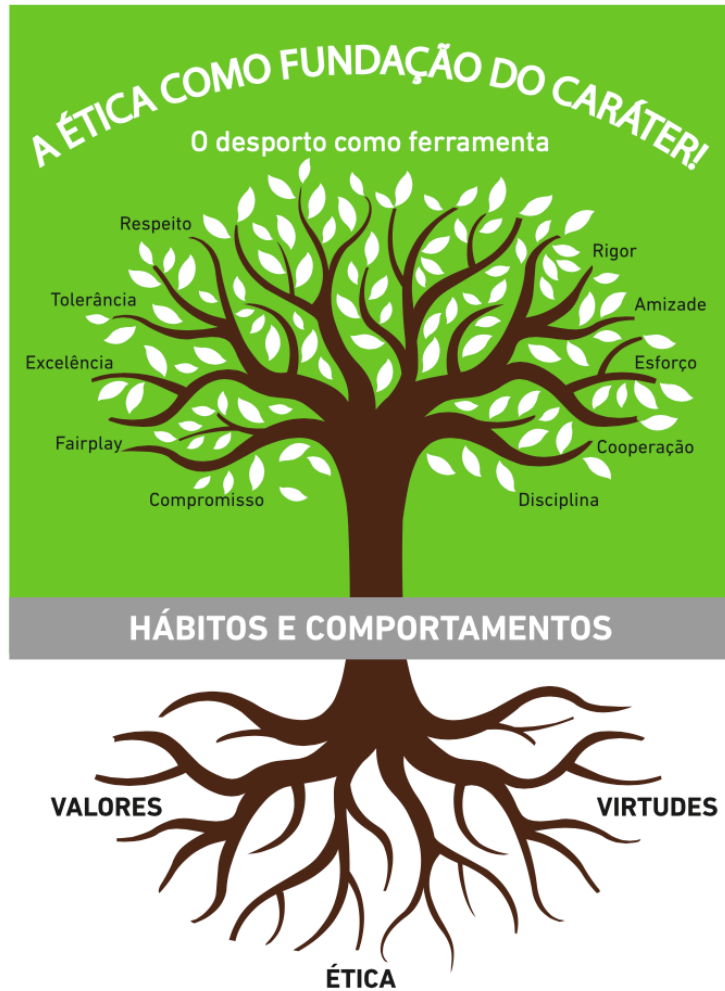 A ÉTICA COMO FUNDAÇÃO DO CARÁTER!
O desporto como ferramenta
Respeito
Rigor
Tolerância
Amizade
Excelência
Esforço
Fairplay
Cooperação
Compromisso
Disciplina
HÁBITOS E COMPORTAMENTOS
VALORES
VIRTUDES
ÉTICA